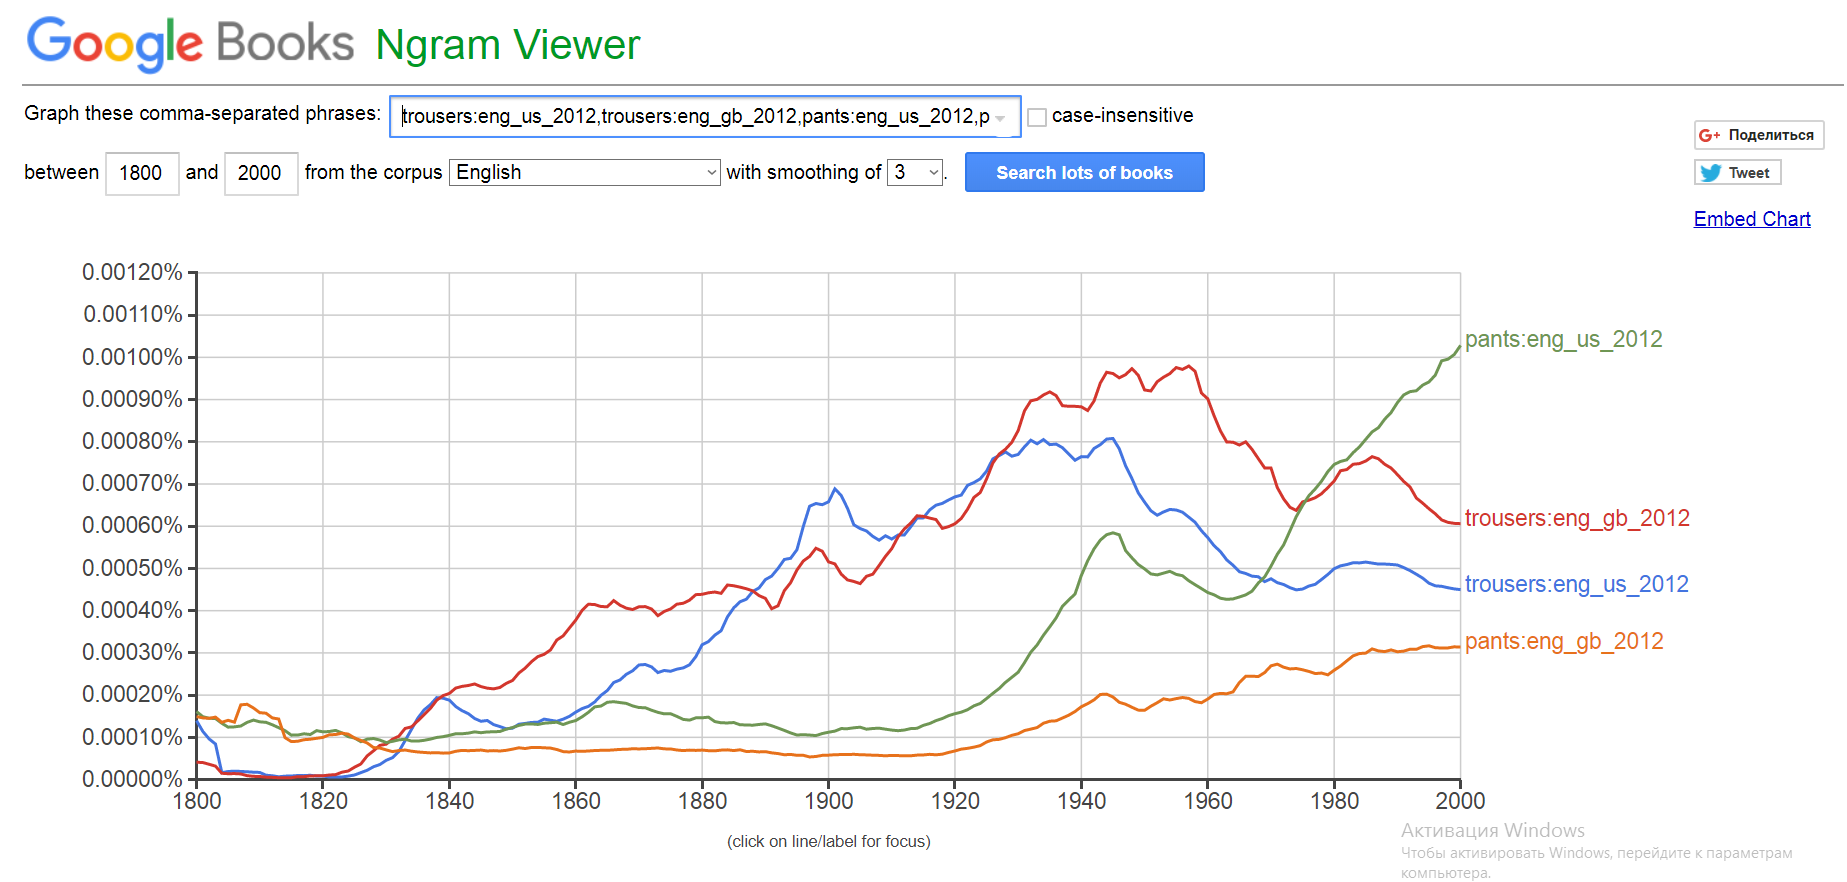 Google Books Ngram Viewer
Graph these comma-separated phrases: trousers:eng_us_2012,trousers:eng_gb_2012,pants:eng_us_2012,p case-insensitive
between 1800 and 2000 from the corpus English with smoothing of 3. Search lots of books
G+ Поделиться
Tweet
Embed Chart
0.00120%
0.00110%
0.00100%
0.00090%
0.00080%
0.00070%
0.00060%
0.00050%
0.00040%
0.00030%
0.00020%
0.00010%
0.00000%
pants:eng_us_2012
trousers:eng_gb_2012
trousers:eng_us_2012
pants:eng_gb_2012
1800 1820 1840 1860 1880 1900 1920 1940 1960 1980 2000
(click on line/label for focus)
Активация Windows
Чтобы активировать Windows, перейдите к параметрам
компьютера.